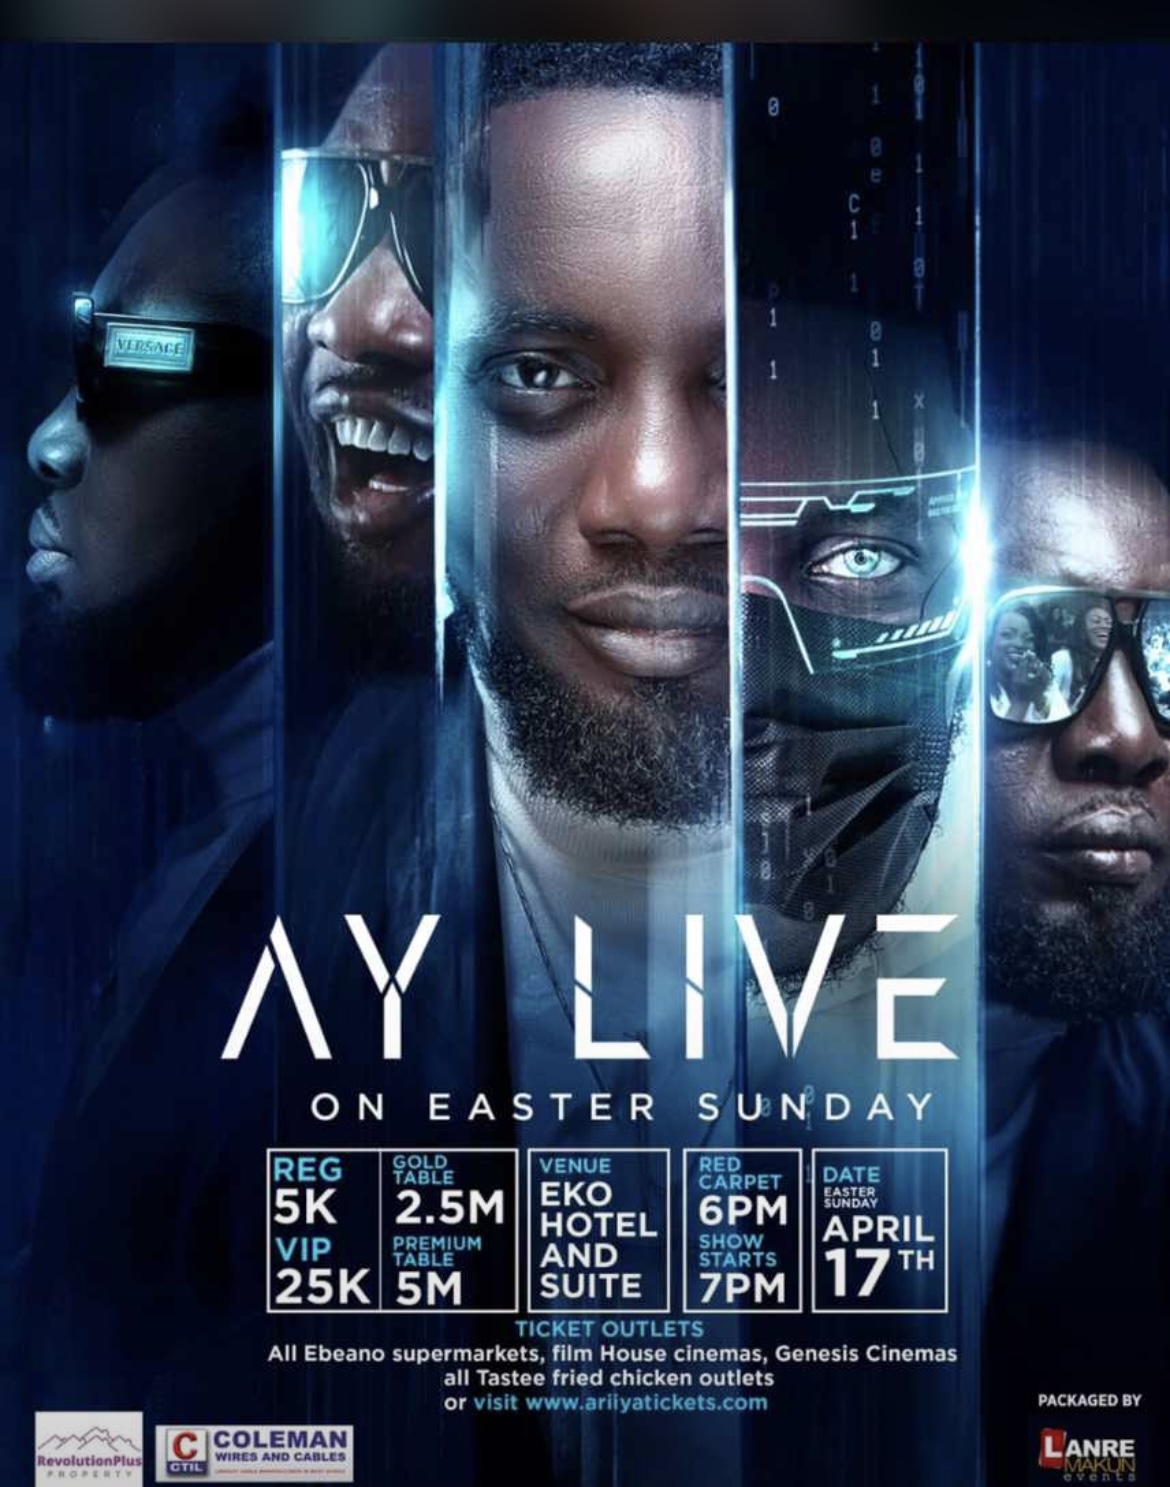 VERSACE
AY LIVE
ON EASTER SUNDAY
REG
5K
VIP
25K
GOLD
TABLE
2.5M
PREMIUM
TABLE
5M
VENUE
EKO
HOTEL
AND
SUITE
RED
CARPET
6PM
SHOW
STARTS
7PM
DATE
EASTER
SUNDAY
APRIL
17TH
TICKET OUTLETS
All Ebeano supermarkets, film House cinemas, Genesis Cinemas
all Tastee fried chicken outlets
or visit www.ariiyatickets.com
RevolutionPlus
PROPERTY
C
CTIL
COLEMAN
WIRES AND CABLES
PACKAGED BY
LANRE
MAKUN
events